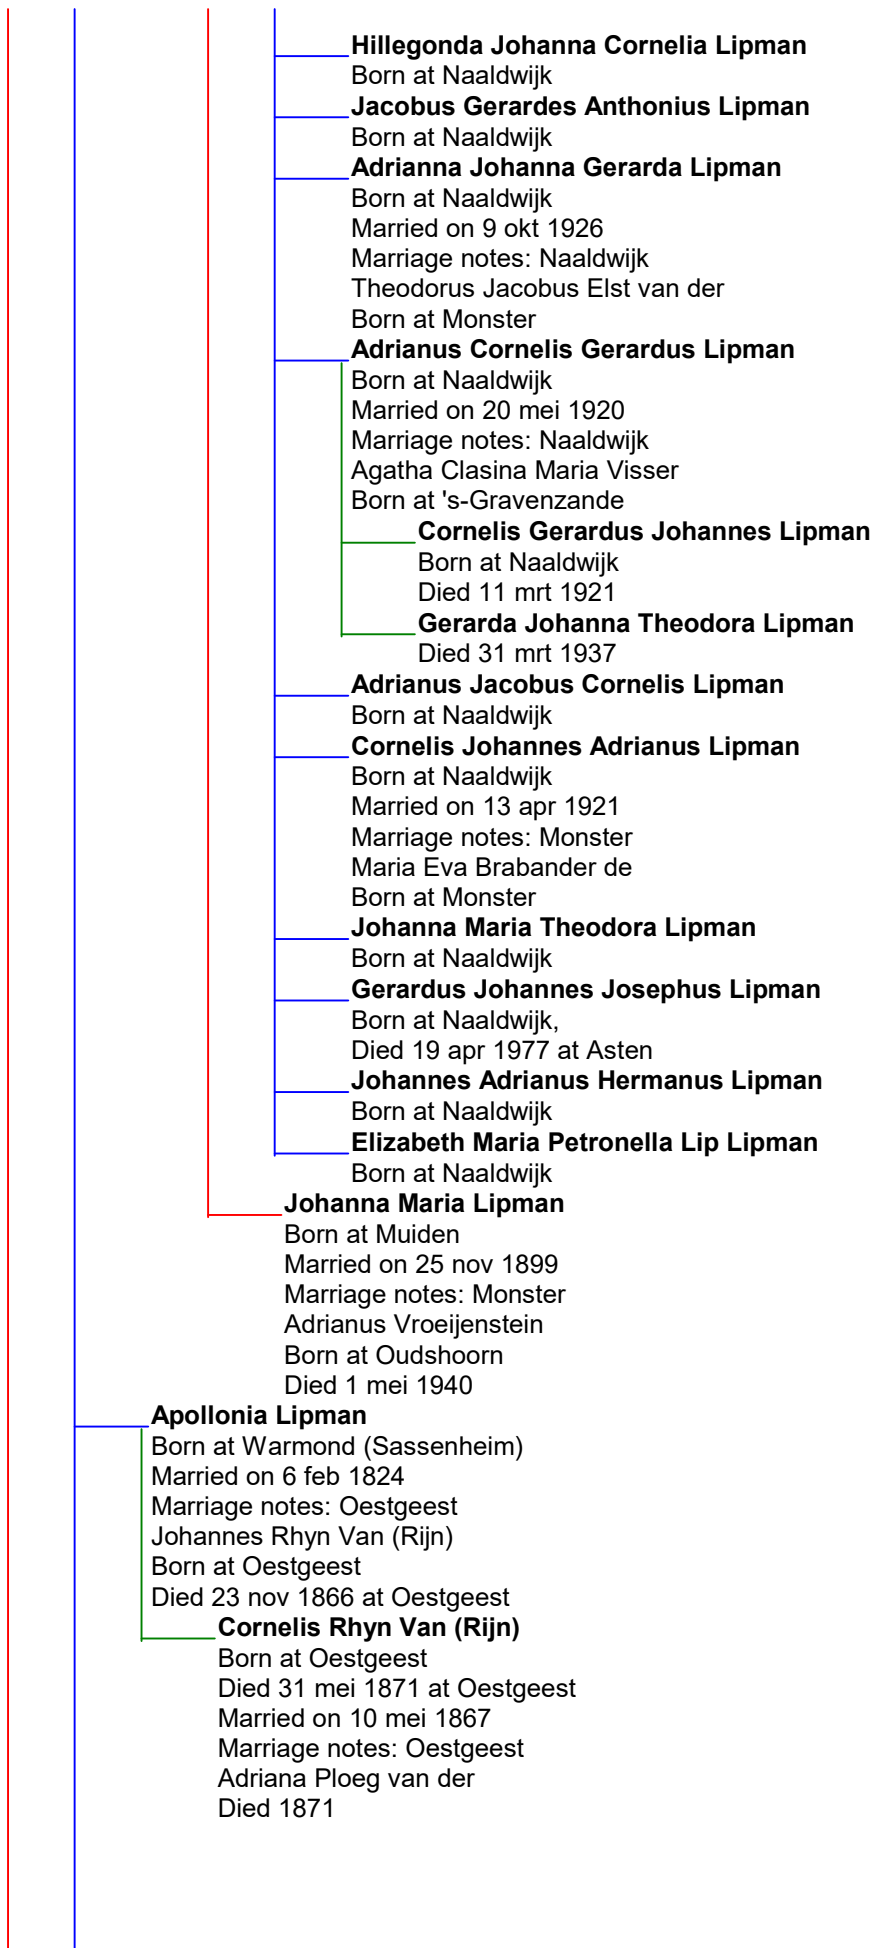 Hillegonda Johanna Cornelia Lipman
Born at Naaldwijk
Jacobus Gerardes Anthonius Lipman
Born at Naaldwijk
Adrianna Johanna Gerarda Lipman
Born at Naaldwijk
Married on 9 okt 1926
Marriage notes: Naaldwijk
Theodorus Jacobus Elst van der
Born at Monster
Adrianus Cornelis Gerardus Lipman
Born at Naaldwijk
Married on 20 mei 1920
Marriage notes: Naaldwijk
Agatha Clasina Maria Visser
Born at 's-Gravenzande
Cornelis Gerardus Johannes Lipman
Born at Naaldwijk
Died 11 mrt 1921
Gerarda Johanna Theodora Lipman
Died 31 mrt 1937
Adrianus Jacobus Cornelis Lipman
Born at Naaldwijk
Cornelis Johannes Adrianus Lipman
Born at Naaldwijk
Married on 13 apr 1921
Marriage notes: Monster
Maria Eva Brabander de
Born at Monster
Johanna Maria Theodora Lipman
Born at Naaldwijk
Gerardus Johannes Josephus Lipman
Born at Naaldwijk,
Died 19 apr 1977 at Asten
Johannes Adrianus Hermanus Lipman
Born at Naaldwijk
Elizabeth Maria Petronella Lip Lipman
Born at Naaldwijk
Johanna Maria Lipman
Born at Muiden
Married on 25 nov 1899
Marriage notes: Monster
Adrianus Vroeijenstein
Born at Oudshoorn
Died 1 mei 1940
Apollonia Lipman
Born at Warmond (Sassenheim)
Married on 6 feb 1824
Marriage notes: Oestgeest
Johannes Rhyn Van (Rijn)
Born at Oestgeest
Died 23 nov 1866 at Oestgeest
Cornelis Rhyn Van (Rijn)
Born at Oestgeest
Died 31 mei 1871 at Oestgeest
Married on 10 mei 1867
Marriage notes: Oestgeest
Adriana Ploeg van der
Died 1871